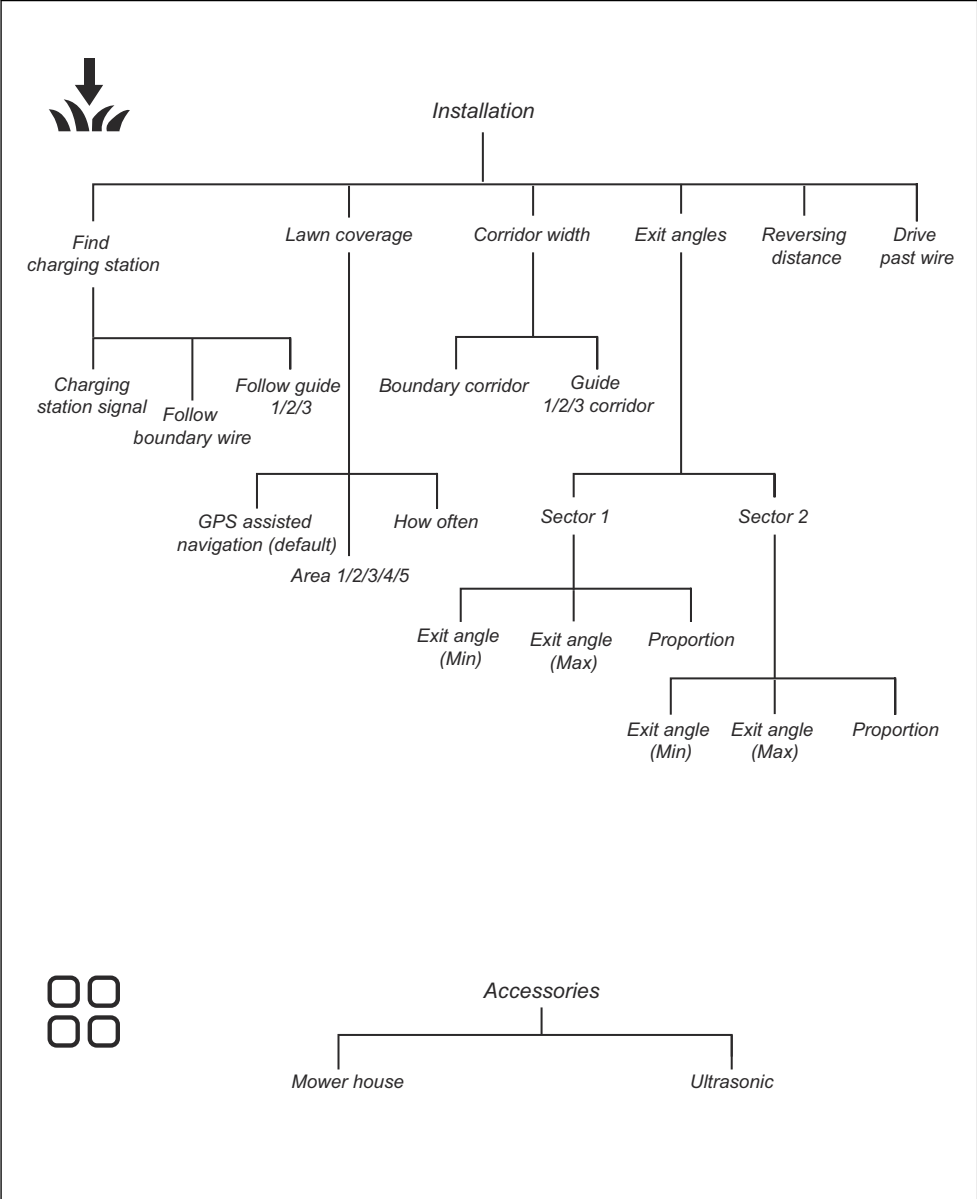 Installation
Find
charging station
Lawn coverage
Corridor width
Exit angles
Reversing
distance
Drive
past wire
Charging
station signal
Follow
boundary wire
Follow guide
1/2/3
Boundary corridor
Guide
1/2/3 corridor
GPS assisted
navigation (default)
Area 1/2/3/4/5
How often
Sector 1
Sector 2
Exit angle
(Min)
Exit angle
(Max)
Proportion
Exit angle
(Min)
Exit angle
(Max)
Proportion
Accessories
Mower house
Ultrasonic